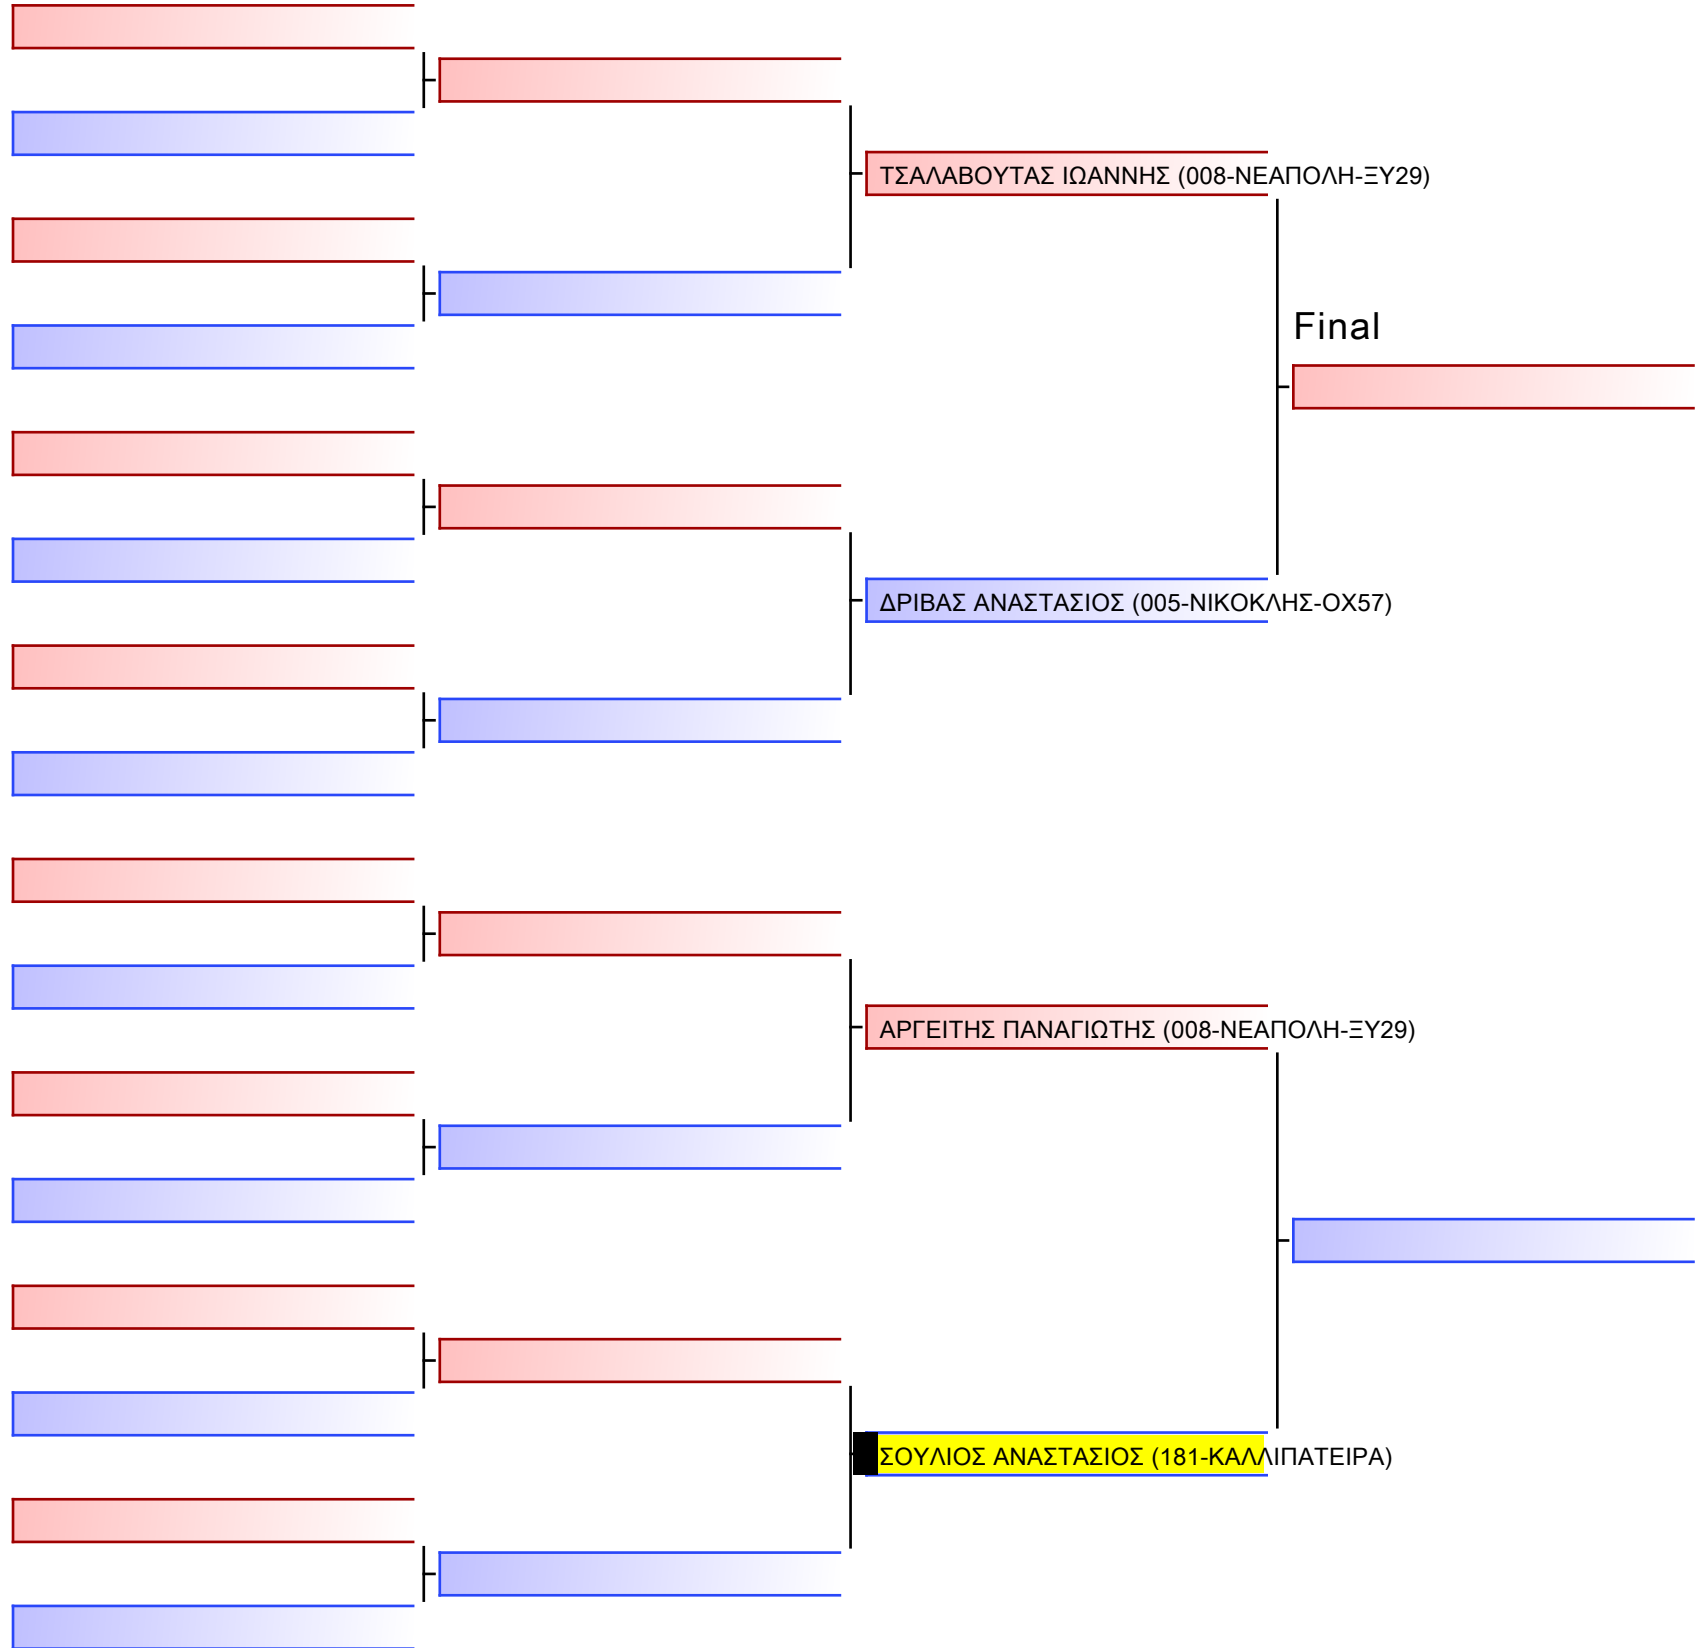 ΤΣΑΛΑΒΟΥΤΑΣ ΙΩΑΝΝΗΣ (008-ΝΕΑΠΟΛΗ-ΞΥ29)
Final
ΔΡΙΒΑΣ ΑΝΑΣΤΑΣΙΟΣ (005-ΝΙΚΟΚΛΗΣ-ΟΧ57)
ΑΡΓΕΙΤΗΣ ΠΑΝΑΓΙΩΤΗΣ (008-ΝΕΑΠΟΛΗ-ΞΥ29)
ΣΟΥΛΙΟΣ ΑΝΑΣΤΑΣΙΟΣ (181-ΚΑΛΛΙΠΑΤΕΙΡΑ)